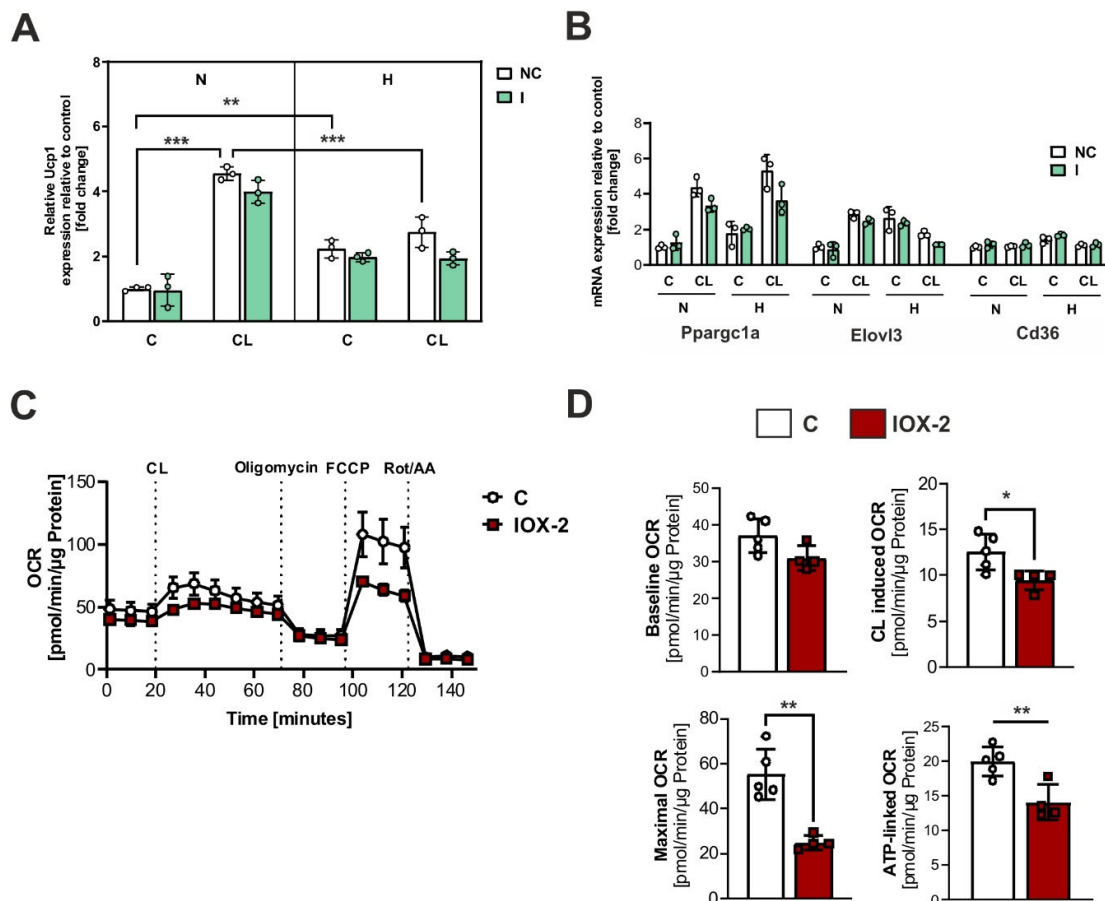 A
Relative Ucp1
expression relative to control
[fold change]
8
6
4
2
0
N
H
**
***
***
NC
I
C
CL
C
CL
B
mRNA expression relative to contol
[fold change]
8
6
4
2
0
NC
I
C CL C CL C CL C CL C CL C CL
N H N H N H
Ppargc1a Elovl3 Cd36
C
CL Oligomycin FCCP Rot/AA
OCR
[pmol/min/µg Protein]
150
100
50
0
C
IOX-2
0 20 40 60 80 100 120 140
Time [minutes]
D
C IOX-2
Baseline OCR
[pmol/min/µg Protein]
50
40
30
20
10
0
CL induced OCR
[pmol/min/µg Protein]
20
15
10
5
0
*
Maximal OCR
[pmol/min/µg Protein]
80
60
40
20
0
**
ATP-linked OCR
[pmol/min/µg Protein]
25
20
15
10
5
0
**